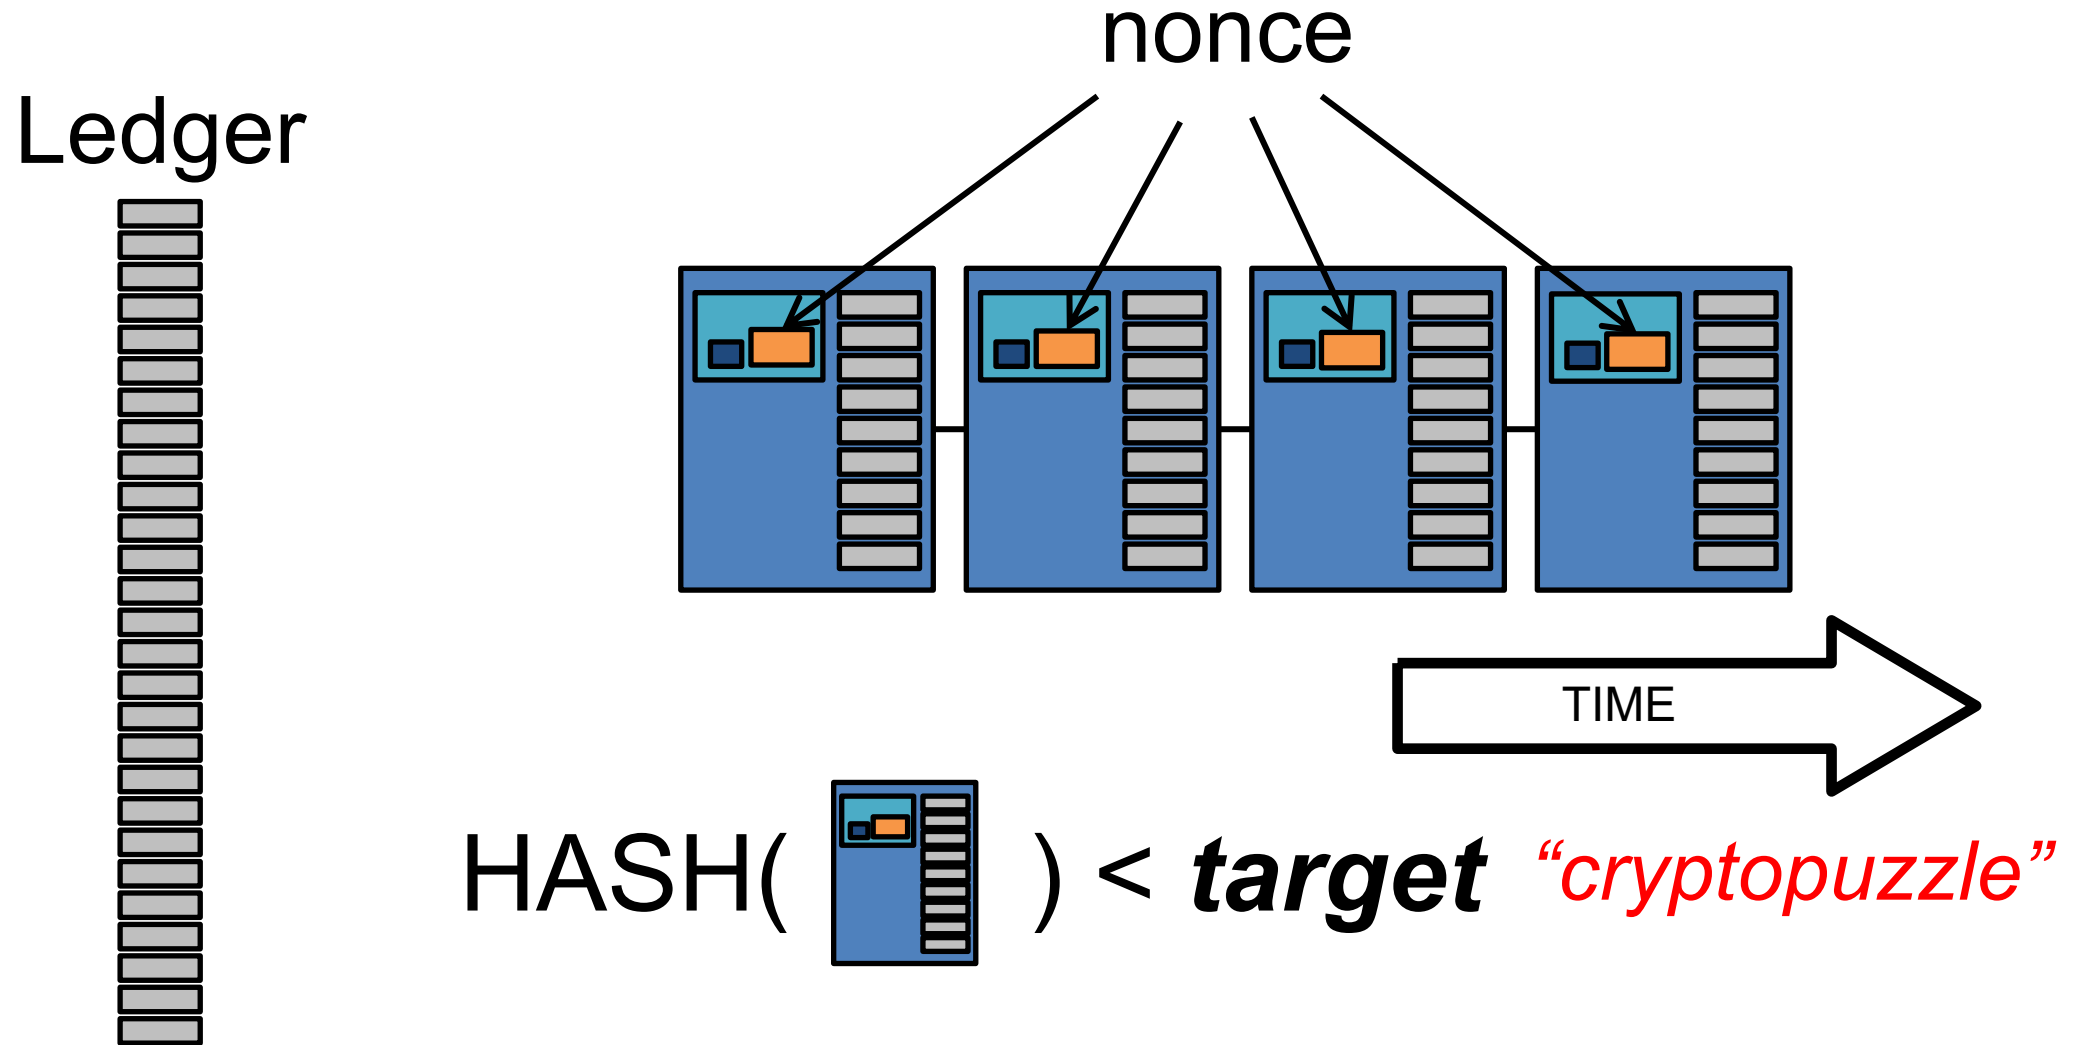 nonce
Ledger
TIME
HASH( ) < target “cryptopuzzle”